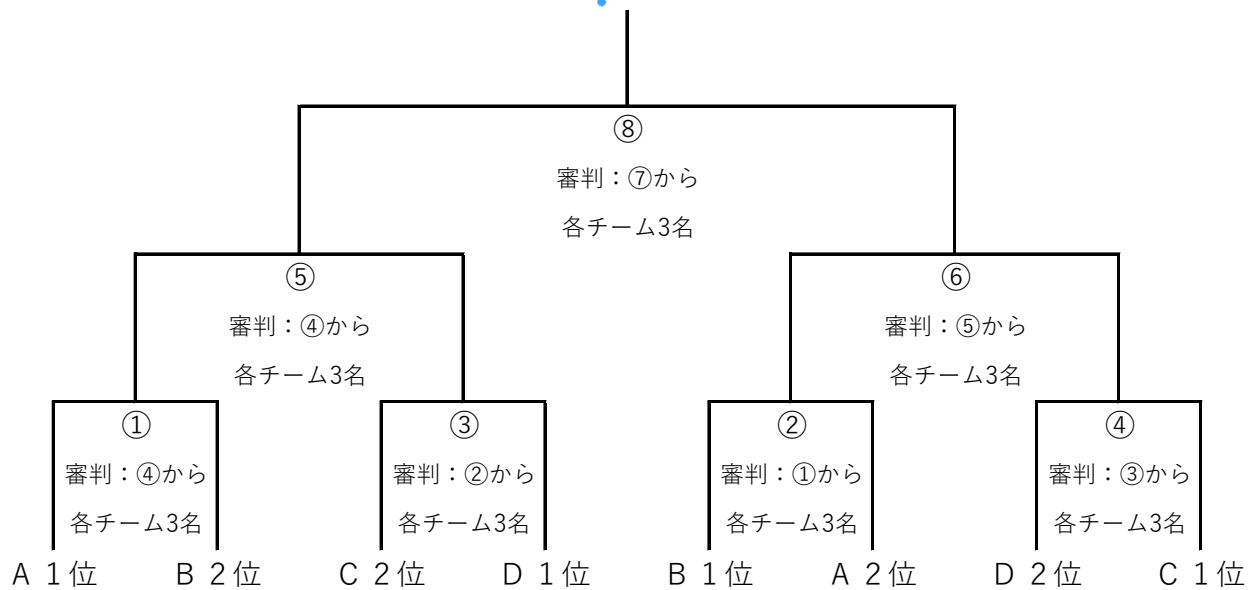 ⑧
審判：⑦から
各チーム3名
⑤
審判：④から
各チーム3名
⑥
審判：⑤から
各チーム3名
①
審判：④から
各チーム3名
③
審判：②から
各チーム3名
②
審判：①から
各チーム3名
④
審判：③から
各チーム3名
A 1位 B 2位 C 2位 D 1位 B 1位 A 2位 D 2位 C 1位